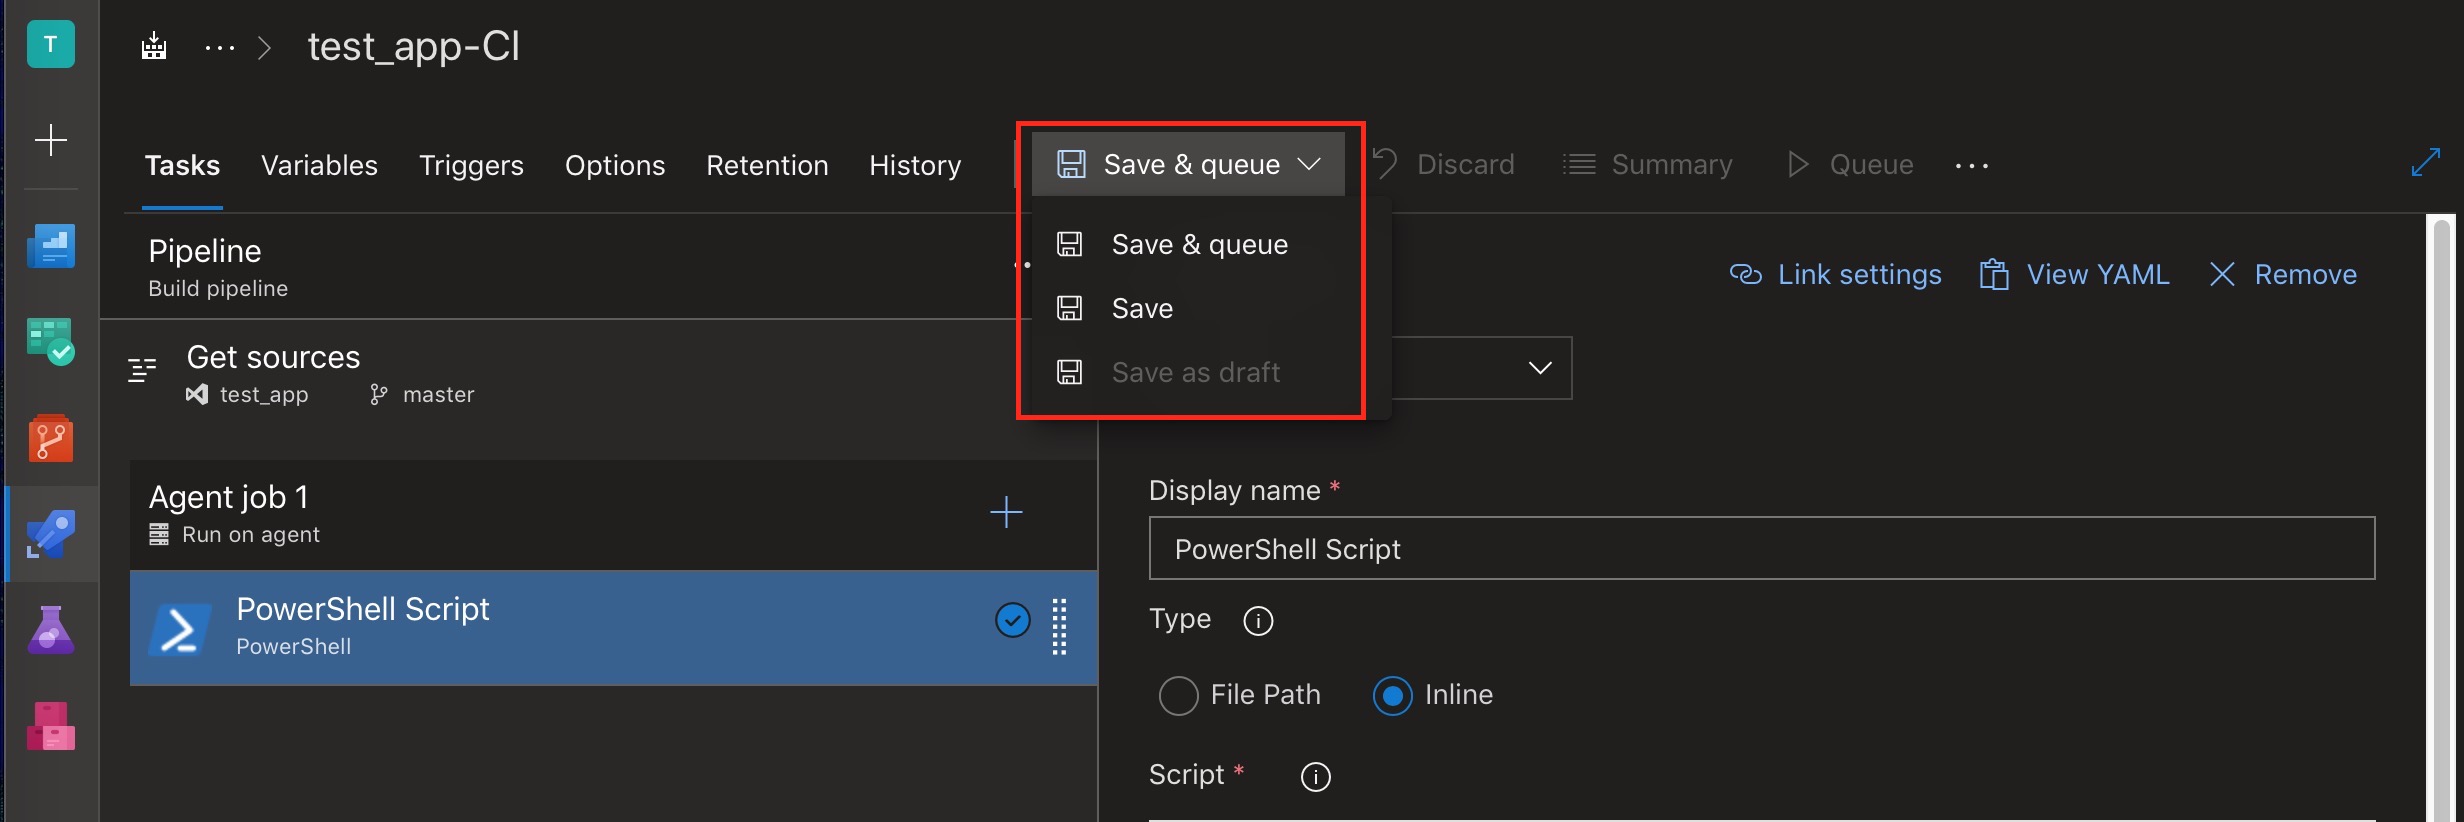 T
... > test_app-CI
Tasks Variables Triggers Options Retention History Save & queue Discard Summary Queue ...
Save & queue
Save
Save as draft
Pipeline
Build pipeline
Link settings View YAML Remove
Get sources
test_app master
Agent job 1
Run on agent
PowerShell Script
PowerShell
Display name *
PowerShell Script
Type
File Path Inline
Script *